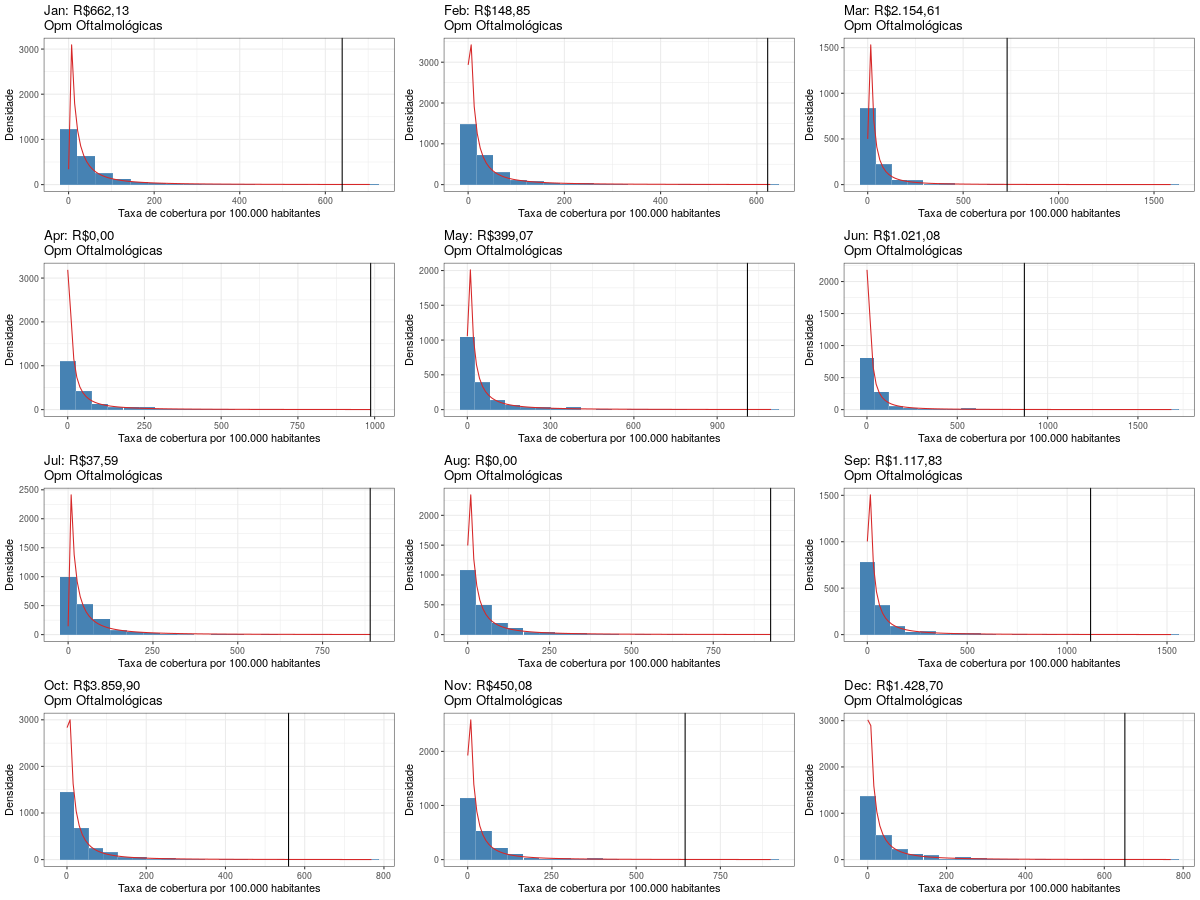 Jan: R$662,13
Opm Oftalmológicas
Densidade
3000
2000
1000
0
0
200
400
600
Taxa de cobertura por 100.000 habitantes
Feb: R$148,85
Opm Oftalmológicas
Densidade
3000
2000
1000
0
0
200
400
600
Taxa de cobertura por 100.000 habitantes
Mar: R$2.154,61
Opm Oftalmológicas
Densidade
1500
1000
500
0
0
500
1000
1500
Taxa de cobertura por 100.000 habitantes
Apr: R$0,00
Opm Oftalmológicas
Densidade
3000
2000
1000
0
0
250
500
750
1000
Taxa de cobertura por 100.000 habitantes
May: R$399,07
Opm Oftalmológicas
Densidade
2000
1500
1000
500
0
0
300
600
900
Taxa de cobertura por 100.000 habitantes
Jun: R$1.021,08
Opm Oftalmológicas
Densidade
2000
1500
1000
500
0
0
500
1000
1500
Taxa de cobertura por 100.000 habitantes
Jul: R$37,59
Opm Oftalmológicas
Densidade
2500
2000
1500
1000
500
0
0
250
500
750
Taxa de cobertura por 100.000 habitantes
Aug: R$0,00
Opm Oftalmológicas
Densidade
2000
1500
1000
500
0
0
250
500
750
Taxa de cobertura por 100.000 habitantes
Sep: R$1.117,83
Opm Oftalmológicas
Densidade
1500
1000
500
0
0
500
1000
1500
Taxa de cobertura por 100.000 habitantes
Oct: R$3.859,90
Opm Oftalmológicas
Densidade
3000
2000
1000
0
0
200
400
600
800
Taxa de cobertura por 100.000 habitantes
Nov: R$450,08
Opm Oftalmológicas
Densidade
2000
1000
0
0
250
500
750
Taxa de cobertura por 100.000 habitantes
Dec: R$1.428,70
Opm Oftalmológicas
Densidade
3000
2000
1000
0
0
200
400
600
800
Taxa de cobertura por 100.000 habitantes